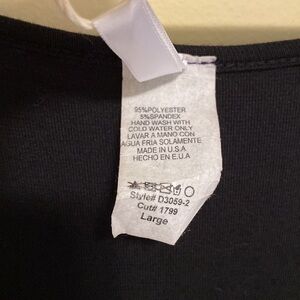 95%POLYESTER
5%SPANDEX
HAND WASH WITH
COLD WATER ONLY
LAVAR A MANO CON
AGUA FRIA SOLAMENTE
MADE IN U.S.A
HECHO EN E.U.A
Style# D3059-2
Cut# 1799
Large